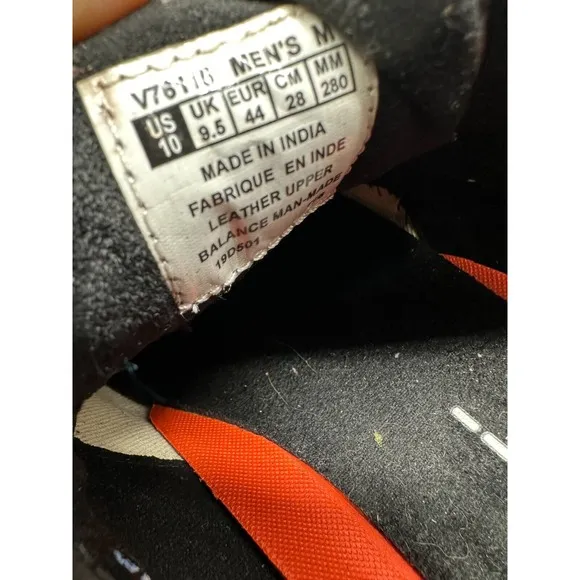 V76116 MEN'S M
US UK EUR CM MM
10 9.5 44 28 280
MADE IN INDIA
FABRIQUE EN INDE
LEATHER UPPER
BALANCE MAN-MADE
19D501